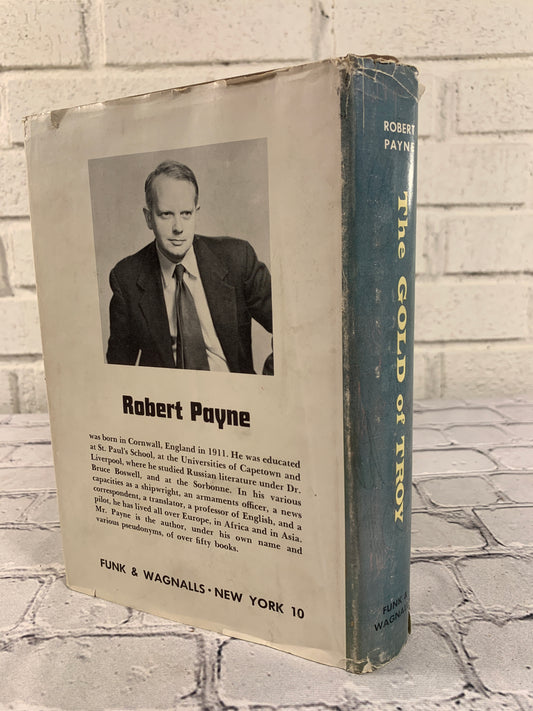 Robert Payne
was born in Cornwall, England in 1911. He was educated
at St. Paul's School, at the Universities of Capetown and
Liverpool, where he studied Russian literature under Dr.
Bruce Boswell, and at the Sorbonne. In his various
capacities as a shipwright, an armaments officer, a news
correspondent, a translator, a professor of English, and a
pilot, he has lived all over Europe, in Africa and in Asia.
Mr. Payne is the author, under his own name and
various pseudonyms, of over fifty books.
FUNK & WAGNALLS • NEW YORK 10
ROBERT
PAYNE
The GOLD of TROY
FUNK &
WAGNALLS